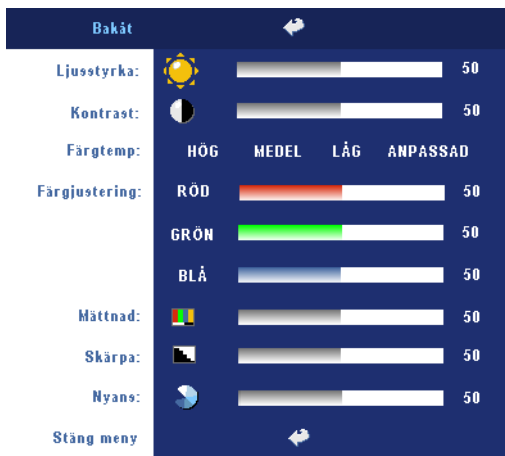 Bakåt
Ljusstyrka: 50
Kontrast: 50
Färgtemp: HÖG MEDEL LÅG ANPASSAD
Färgjustering: RÖD 50
GRÖN 50
BLÅ 50
Mättnad: 50
Skärpa: 50
Nyans: 50
Stäng meny